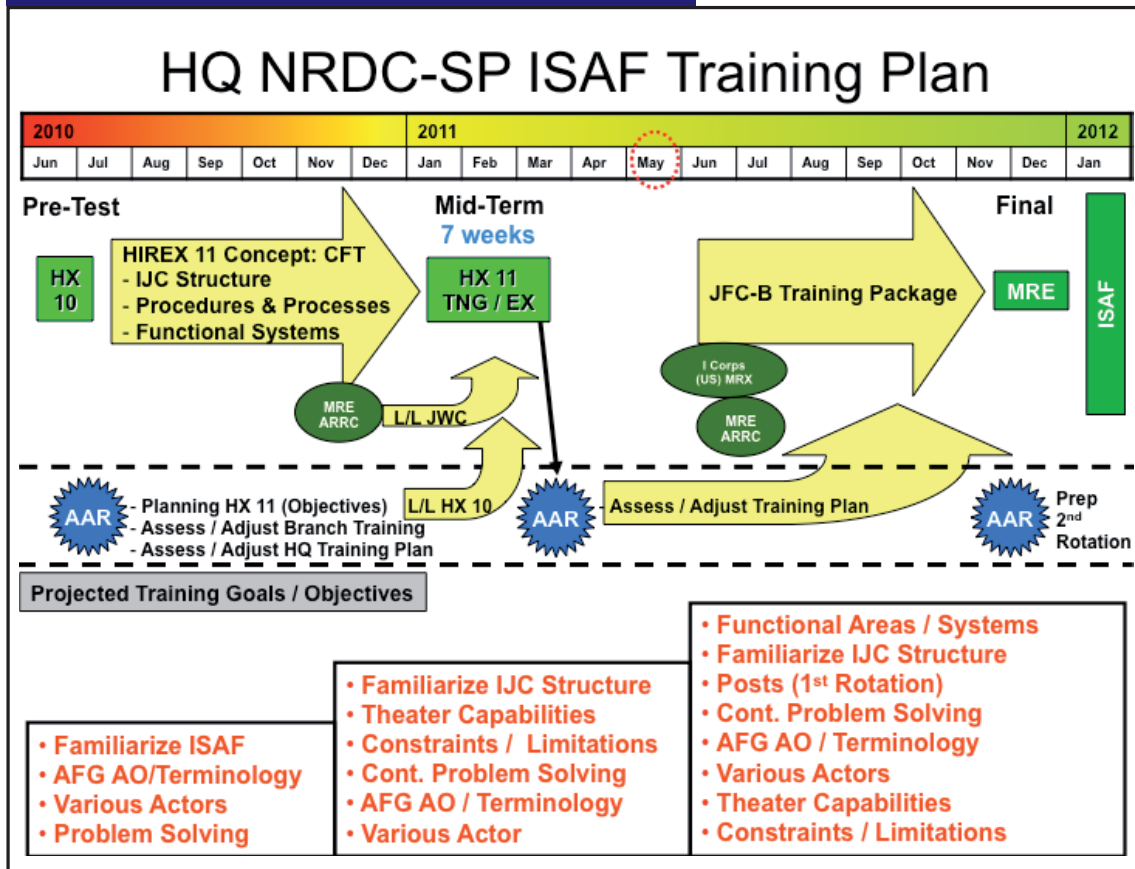 HQ NRDC-SP ISAF Training Plan
2010 2011 2012
Jun Jul Aug Sep Oct Nov Dec Jan Feb Mar Apr May Jun Jul Aug Sep Oct Nov Dec Jan
Pre-Test
HX
10
HIREX 11 Concept: CFT
- IJC Structure
- Procedures & Processes
- Functional Systems
MRE
ARRC
L/L JWC
Mid-Term
7 weeks
HX 11
TNG / EX
JFC-B Training Package
I Corps
(US) MRX
MRE
ARRC
Final
MRE
ISAF
AAR
- Planning HX 11 (Objectives)
- Assess / Adjust Branch Training
- Assess / Adjust HQ Training Plan
L/L HX 10
AAR
- Assess / Adjust Training Plan
AAR
Prep
2nd
Rotation
Projected Training Goals / Objectives
• Familiarize ISAF
• AFG AO/Terminology
• Various Actors
• Problem Solving
• Familiarize IJC Structure
• Theater Capabilities
• Constraints / Limitations
• Cont. Problem Solving
• AFG AO / Terminology
• Various Actor
• Functional Areas / Systems
• Familiarize IJC Structure
• Posts (1st Rotation)
• Cont. Problem Solving
• AFG AO / Terminology
• Various Actors
• Theater Capabilities
• Constraints / Limitations